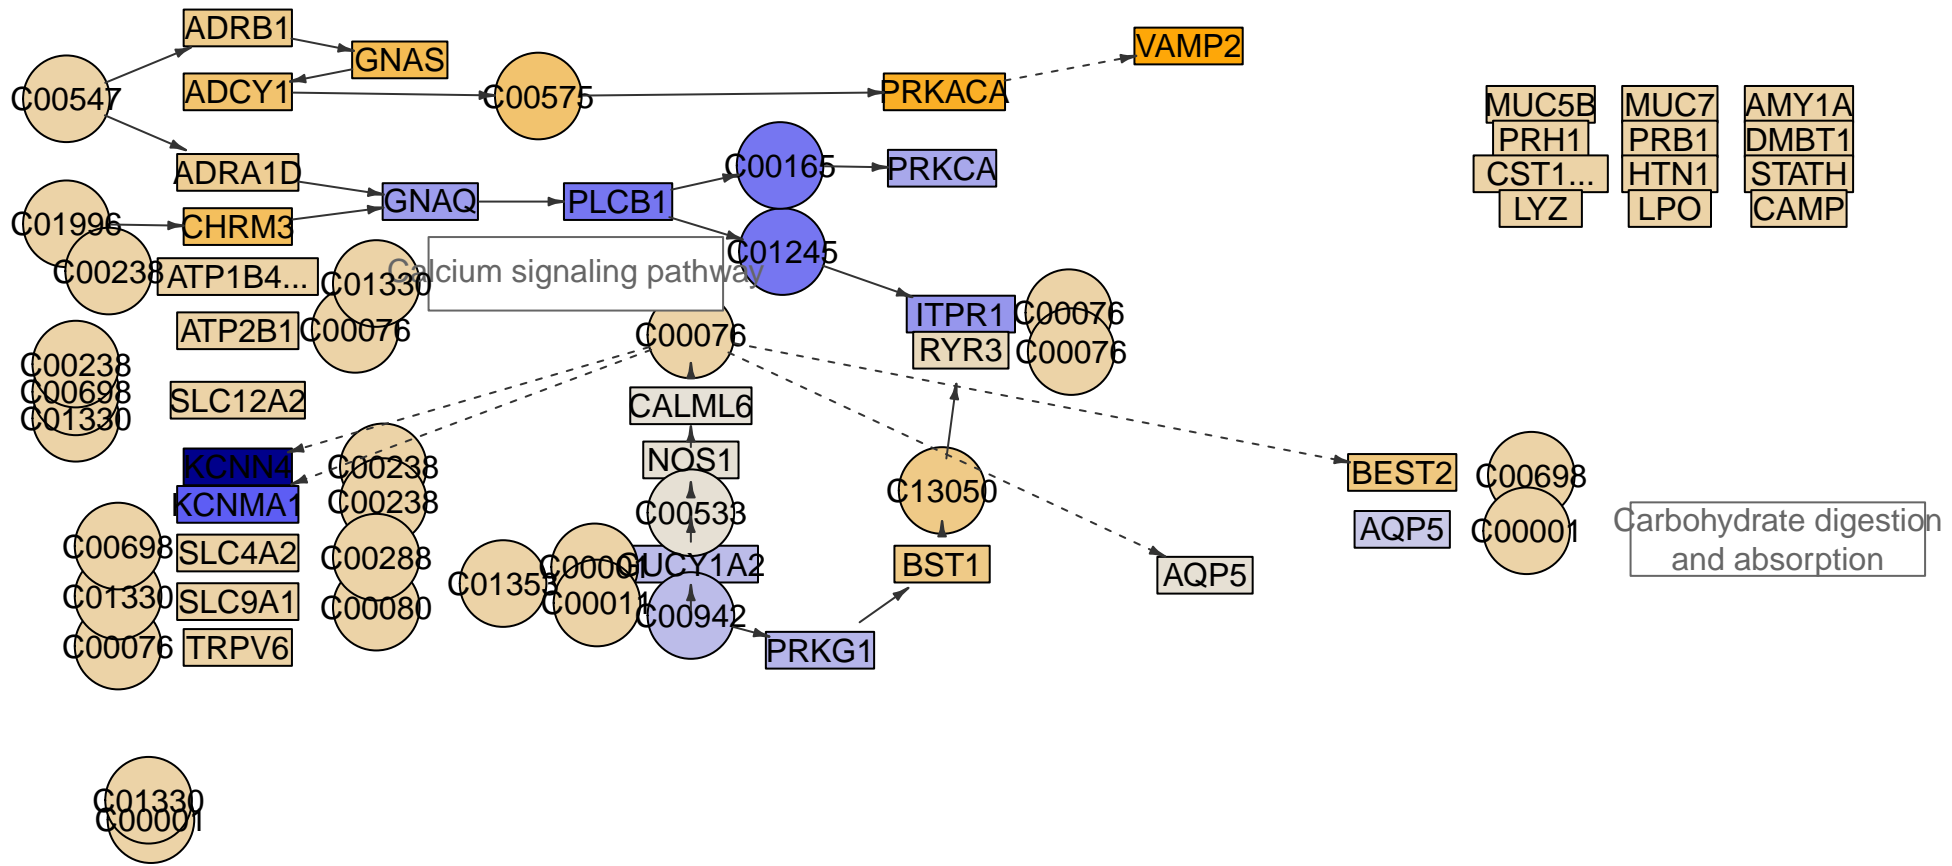 ADRB1
GNAS
VAMP2
C00547
ADCY1
C00575
PRKACA
MUC5B
MUC7
AMY1A
PRH1
PRB1
DMBT1
CST1...
HTN1
STATH
LYZ
LPO
CAMP
ADRA1D
GNAQ
PLCB1
C00165
PRKCA
C01996
CHRM3
C01245
C00238
ATP1B4...
C01330
Calcium signaling pathway
ATP2B1
C00076
C00076
ITPR1
C00076
RYR3
C00076
C00238
C00698
C01330
SLC12A2
CALML6
KCNN4
C00238
NOS1
C13050
BEST2
C00698
KCNMA1
C00238
C00533
AQP5
C00001
Carbohydrate digestion
and absorption
C00698
SLC4A2
C00288
C01353
C00001
GUCY1A2
BST1
AQP5
C01330
SLC9A1
C00080
C00011
C00942
C00076
TRPV6
PRKG1
C01330
C00001